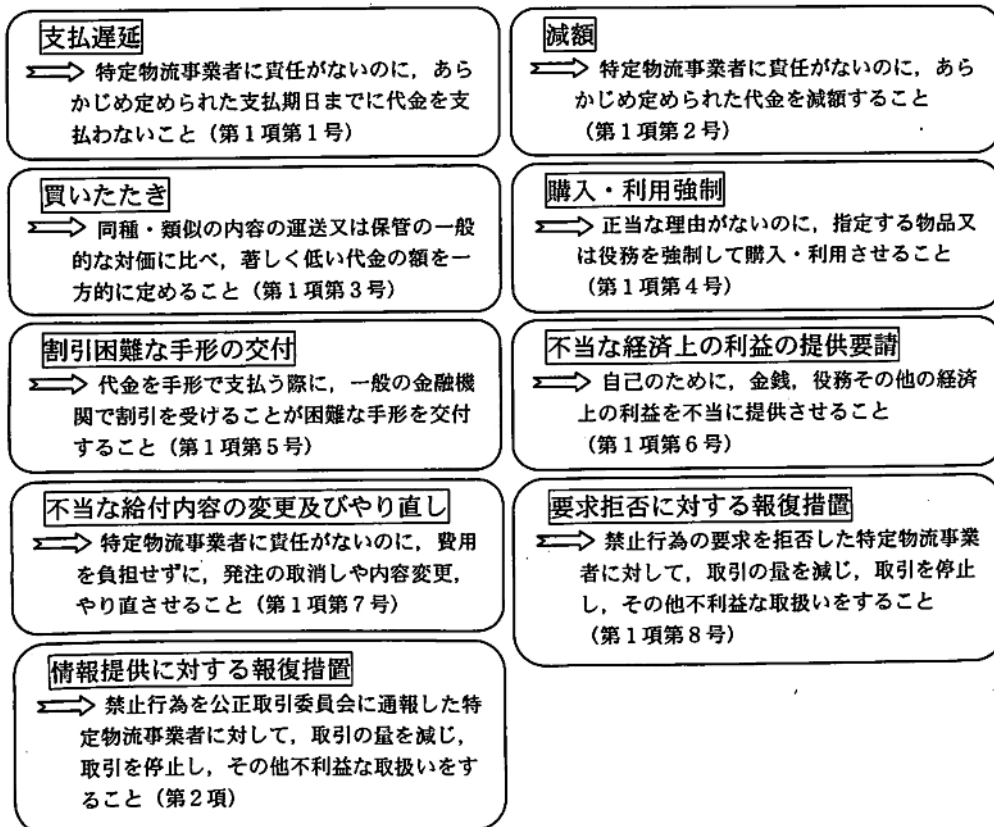 支払遅延
特定物流事業者に責任がないのに，あら
かじめ定められた支払期日までに代金を支
払わないこと（第１項第１号）
減額
特定物流事業者に責任がないのに，あら
かじめ定められた代金を減額すること
（第１項第２号）
買いたたき
同種・類似の内容の運送又は保管の一般
的な対価に比べ，著しく低い代金の額を一
方的に定めること（第１項第３号）
購入・利用強制
正当な理由がないのに，指定する物品又
は役務を強制して購入・利用させること
（第１項第４号）
割引困難な手形の交付
代金を手形で支払う際に，一般の金融機
関で割引を受けることが困難な手形を交付
すること（第１項第５号）
不当な経済上の利益の提供要請
自己のために，金銭，役務その他の経済
上の利益を不当に提供させること
（第１項第６号）
不当な給付内容の変更及びやり直し
特定物流事業者に責任がないのに，費用
を負担せずに，発注の取消しや内容変更，
やり直させること（第１項第７号）
要求拒否に対する報復措置
禁止行為の要求を拒否した特定物流事業
者に対して，取引の量を減じ，取引を停止
し，その他不利益な取扱いをすること
（第１項第８号）
情報提供に対する報復措置
禁止行為を公正取引委員会に通報した特
定物流事業者に対して，取引の量を減じ，
取引を停止し，その他不利益な取扱いをす
ること（第２項）